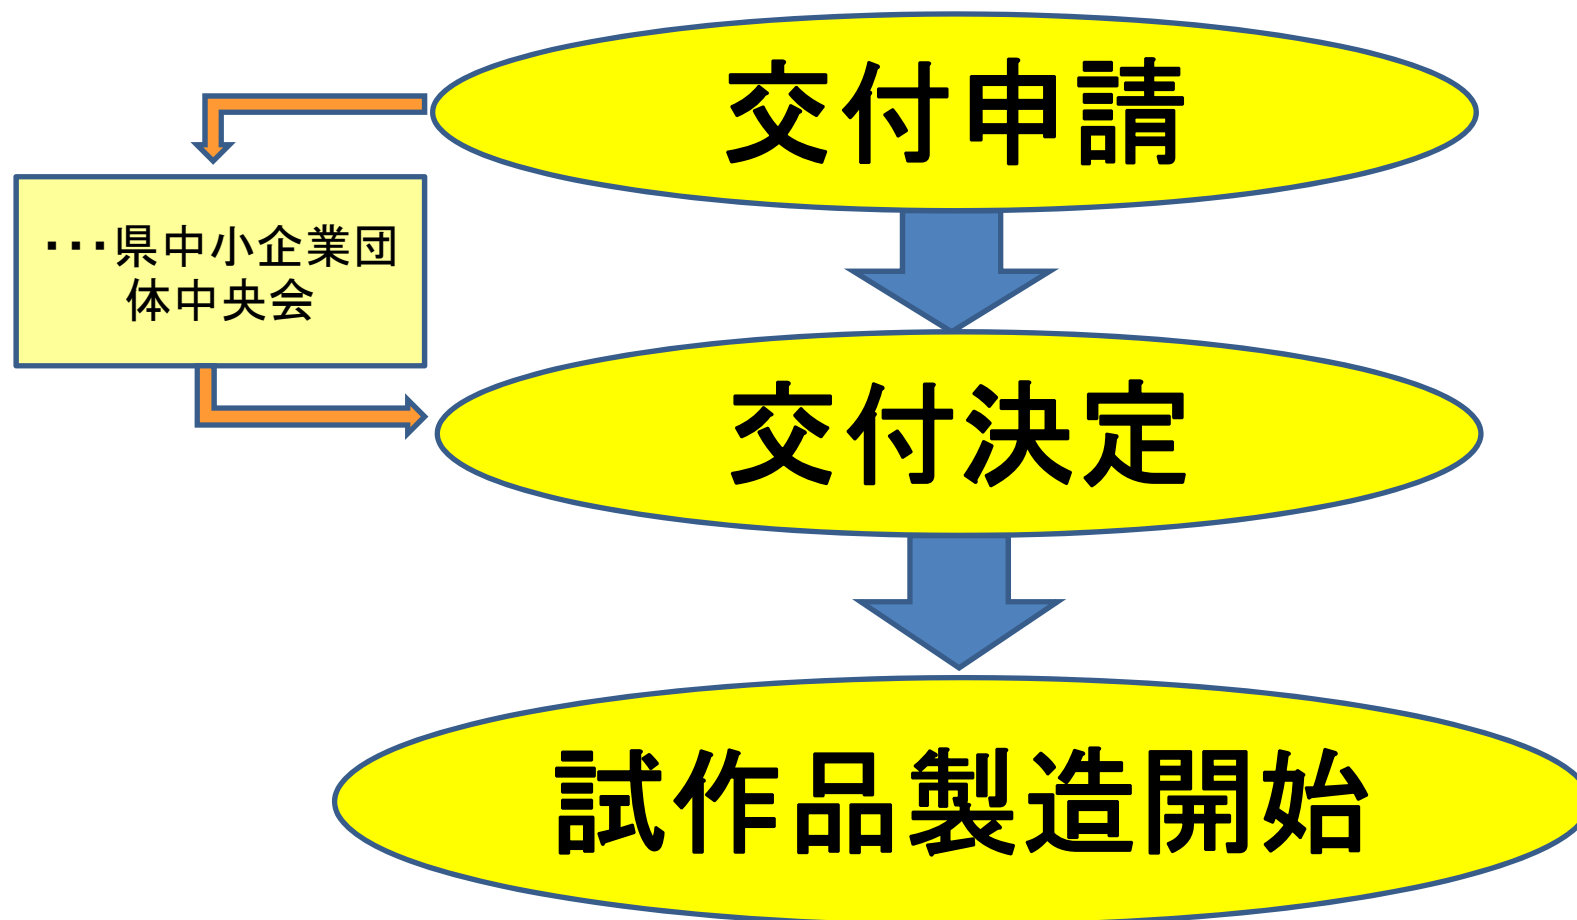 交付申請
・・・県中小企業団
体中央会
交付決定
試作品製造開始